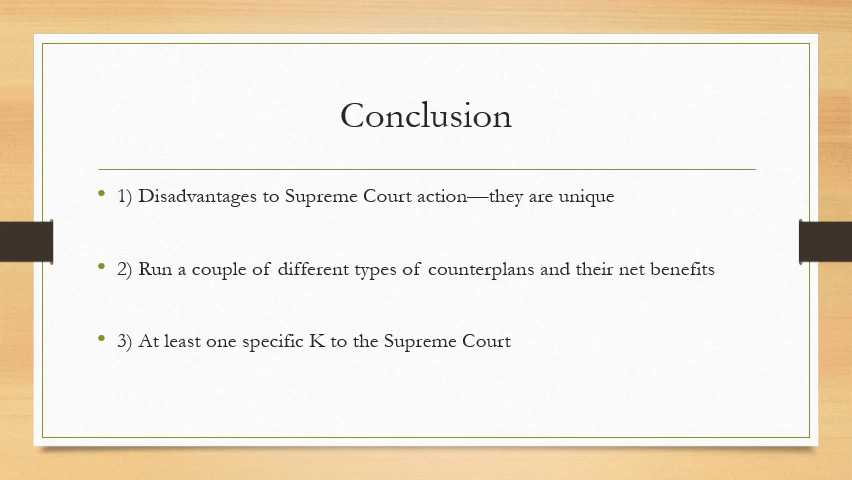 Conclusion
• 1) Disadvantages to Supreme Court action—they are unique
• 2) Run a couple of different types of counterplans and their net benefits
• 3) At least one specific K to the Supreme Court